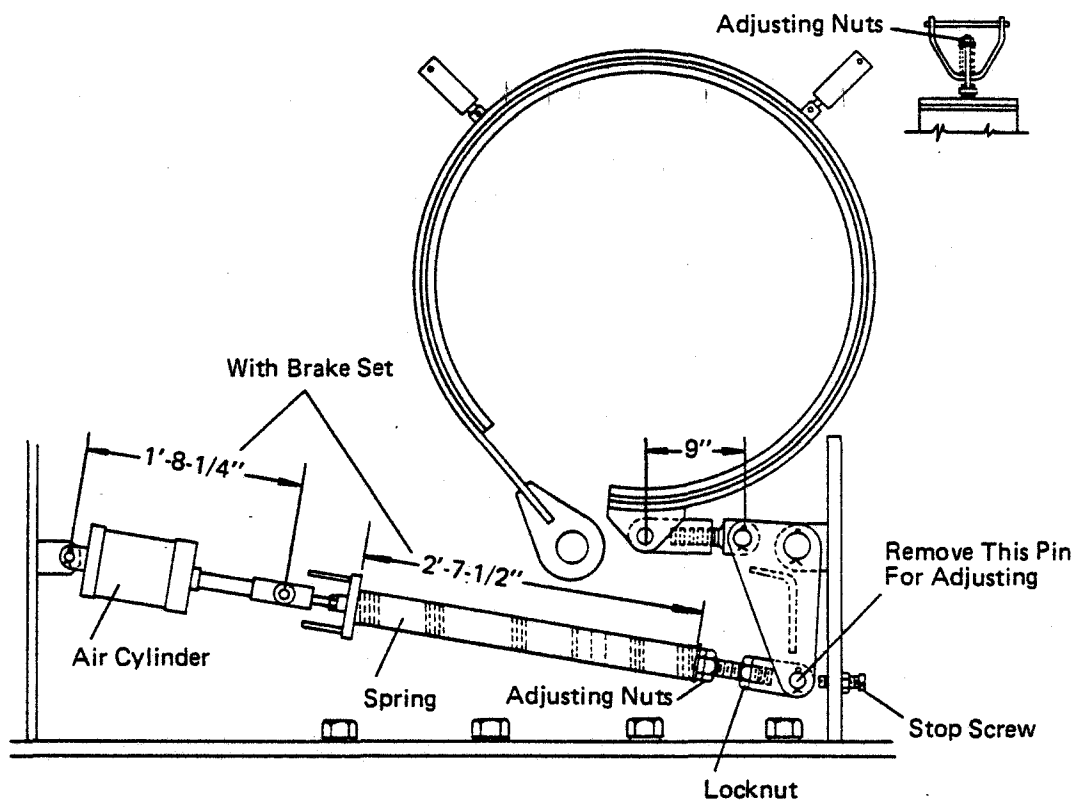 Adjusting Nuts
With Brake Set
1'-8-1/4"
9"
2'-7-1/2"
Remove This Pin
For Adjusting
Air Cylinder
Spring
Adjusting Nuts
Stop Screw
Locknut